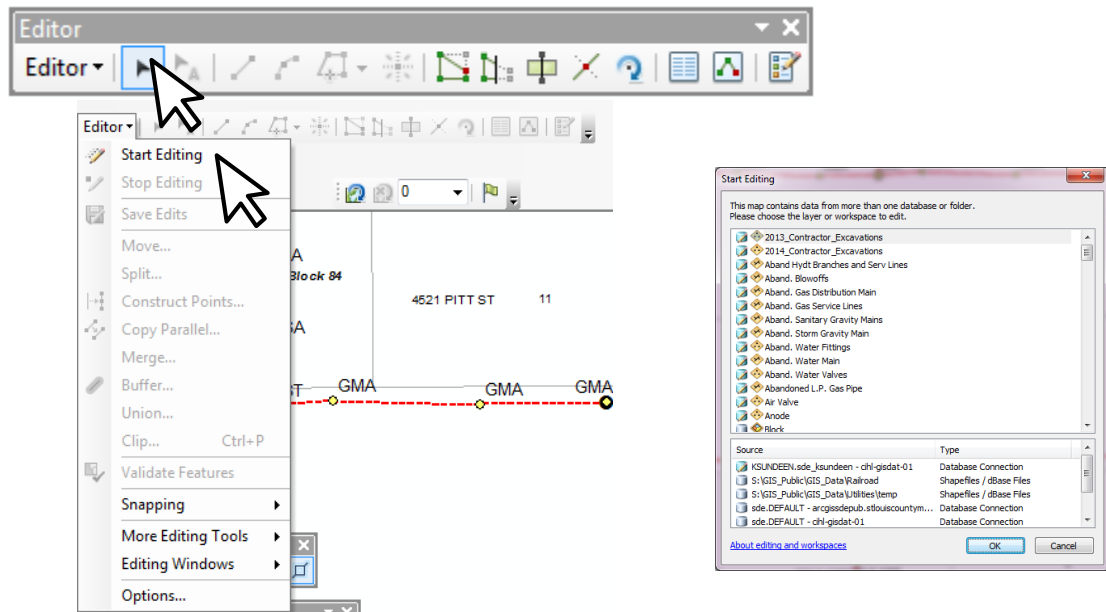 Editor
Editor
Editor
Start Editing
Stop Editing
Save Edits
Move...
Split...
Construct Points...
Copy Parallel...
Merge...
Buffer...
Union...
Clip... Ctrl+P
Validate Features
Snapping
More Editing Tools
Editing Windows
Options...
0
A
Block 84
4521 PITT ST 11
GMA GMA GMA
Start Editing
This map contains data from more than one database or folder.
Please choose the layer or workspace to edit.
2013_Contractor_Excavations
2014_Contractor_Excavations
Aband Hydt Branches and Serv Lines
Aband. Blowoffs
Aband. Gas Distribution Main
Aband. Gas Service Lines
Aband. Sanitary Gravity Mains
Aband. Storm Gravity Main
Aband. Water Fittings
Aband. Water Main
Aband. Water Valves
Abandoned L.P. Gas Pipe
Air Valve
Anode
Block
Source Type
KSUNDEEN.sde_ksundeen - cihl-gisdat-01 Database Connection
S:\GIS_Public\GIS_Data\Railroad Shapefiles / dBase Files
S:\GIS_Public\GIS_Data\Utilities\temp Shapefiles / dBase Files
sde.DEFAULT - arcgissdepub.stlouiscountym... Database Connection
sde.DEFAULT - cihl-gisdat-01 Database Connection
About editing and workspaces
OK Cancel